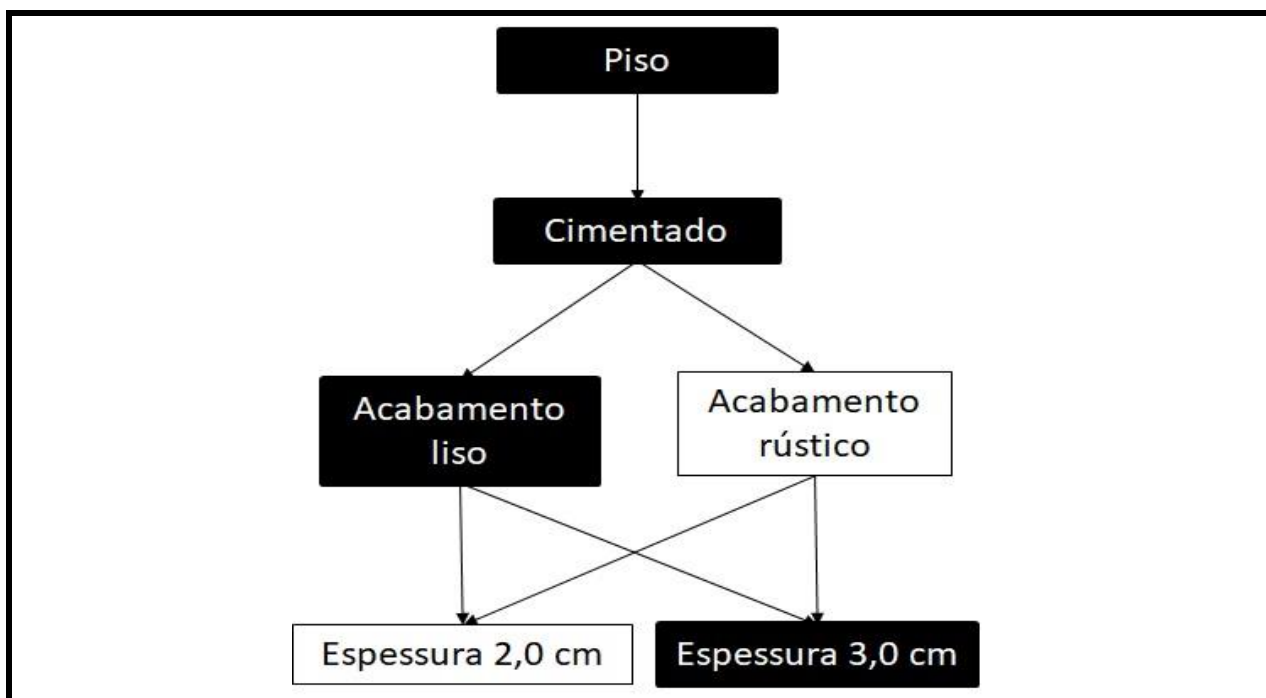 Piso
Cimentado
Acabamento
liso
Acabamento
rústico
Espessura 2,0 cm
Espessura 3,0 cm